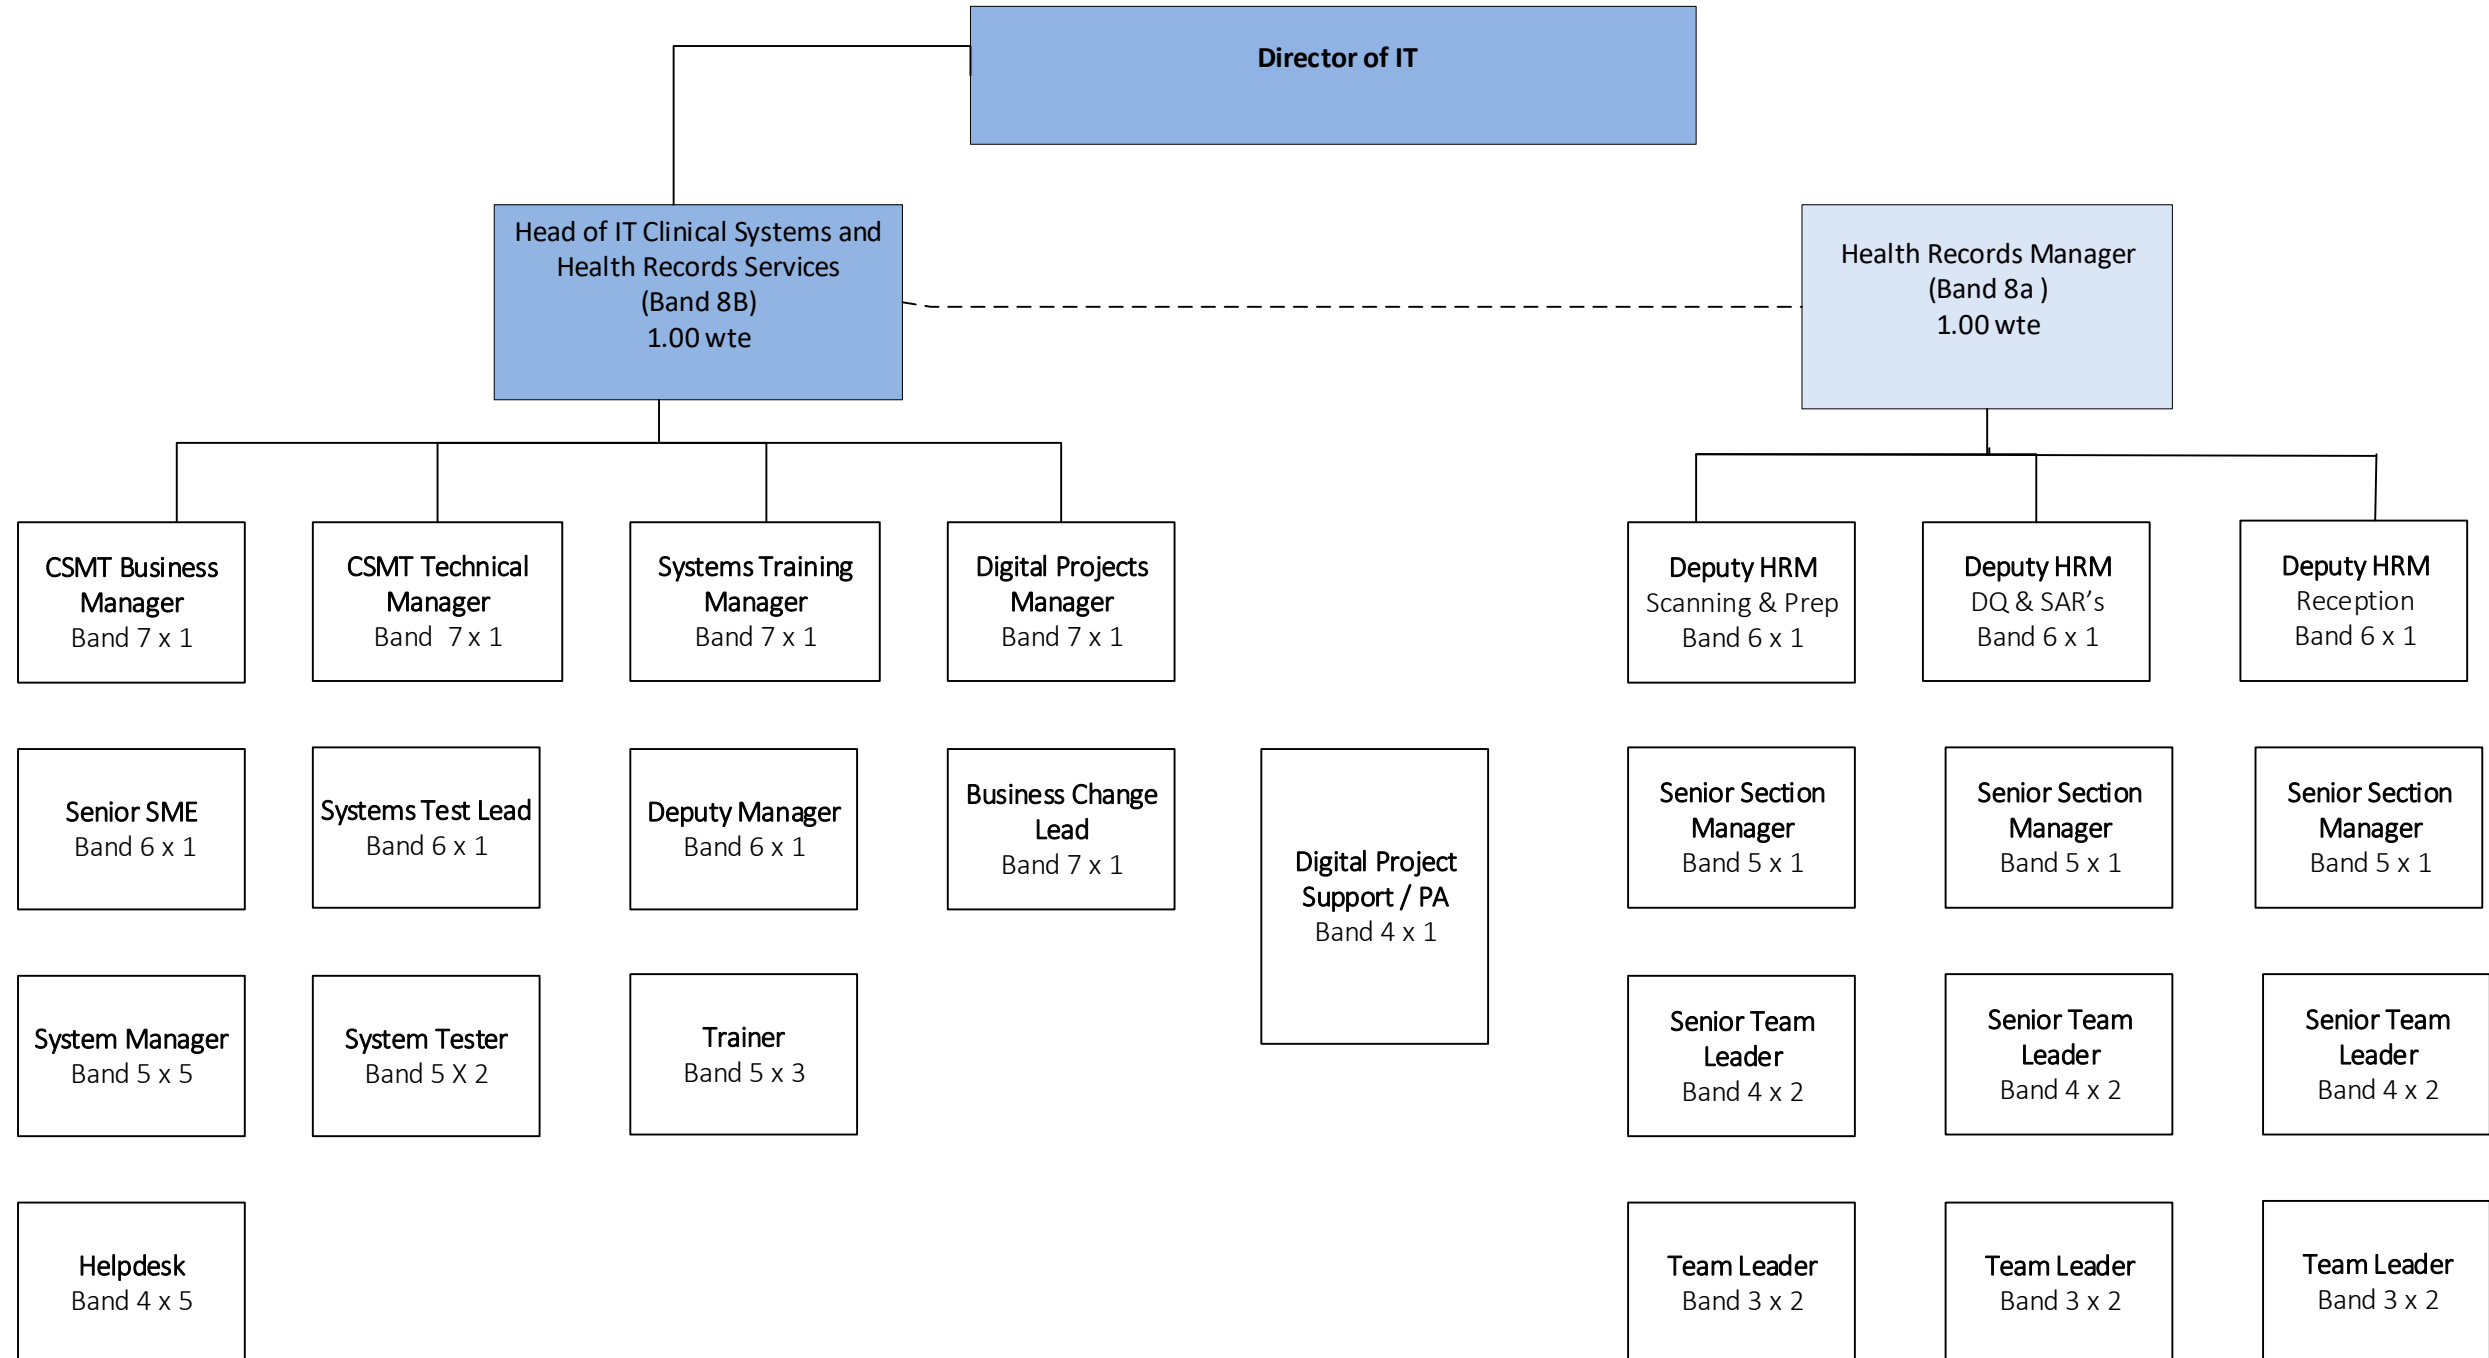 Director of IT
Head of IT Clinical Systems and
Health Records Services
(Band 8B)
1.00 wte
Health Records Manager
(Band 8a )
1.00 wte
CSMT Business
Manager
Band 7 x 1
CSMT Technical
Manager
Band  7 x 1
Systems Training
Manager
Band 7 x 1
Digital Projects
Manager
Band 7 x 1
Deputy HRM
Scanning & Prep
Band 6 x 1
Deputy HRM
DQ & SAR’s
Band 6 x 1
Deputy HRM
Reception
Band 6 x 1
Senior SME
Band 6 x 1
Systems Test Lead
Band 6 x 1
Deputy Manager
Band 6 x 1
Business Change
Lead
Band 7 x 1
Digital Project
Support / PA
Band 4 x 1
Senior Section
Manager
Band 5 x 1
Senior Section
Manager
Band 5 x 1
Senior Section
Manager
Band 5 x 1
System Manager
Band 5 x 5
System Tester
Band 5 X 2
Trainer
Band 5 x 3
Senior Team
Leader
Band 4 x 2
Senior Team
Leader
Band 4 x 2
Senior Team
Leader
Band 4 x 2
Helpdesk
Band 4 x 5
Team Leader
Band 3 x 2
Team Leader
Band 3 x 2
Team Leader
Band 3 x 2